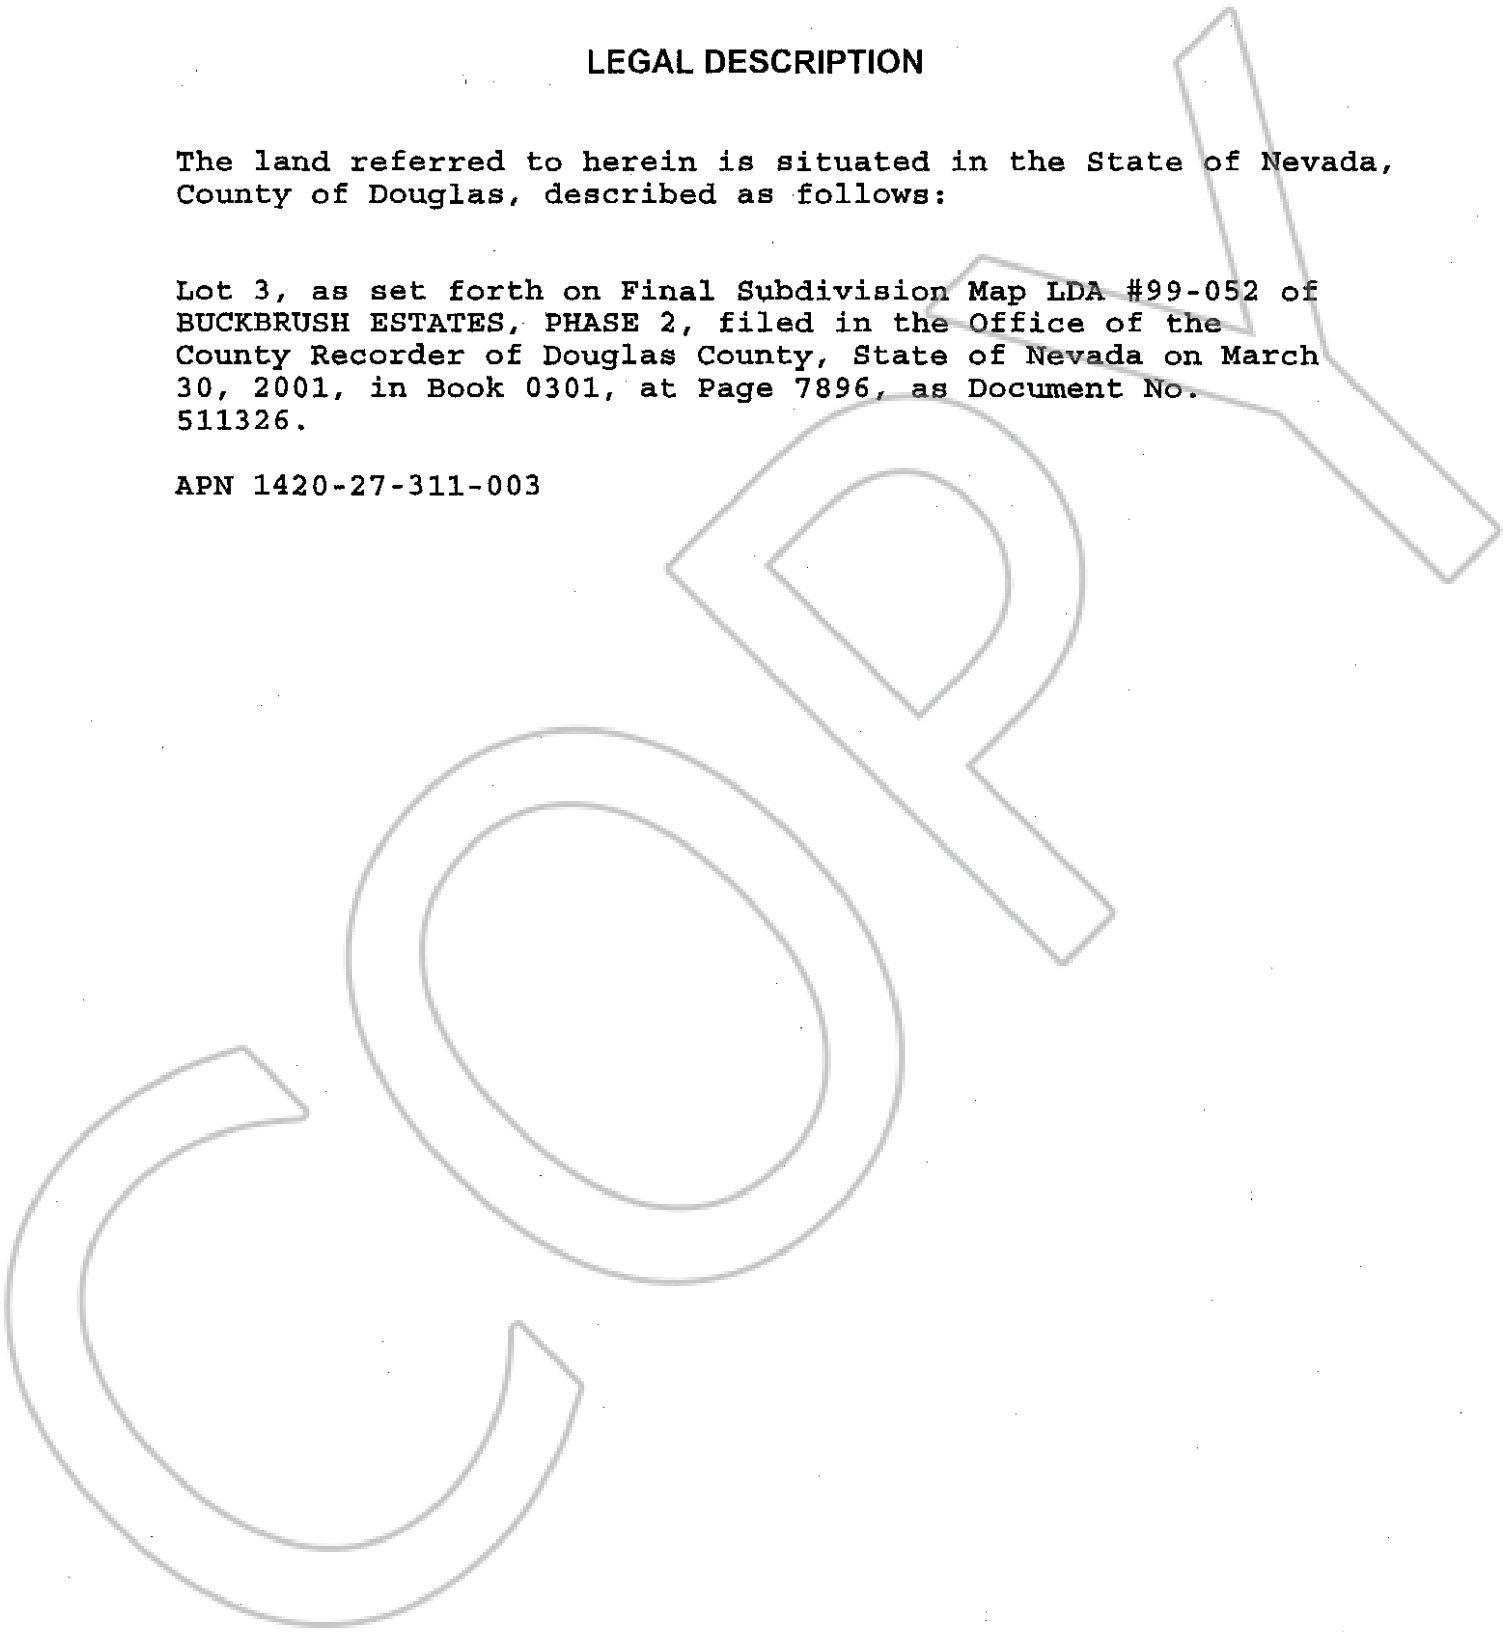 LEGAL DESCRIPTION
The land referred to herein is situated in the State of Nevada,
County of Douglas, described as follows:
Lot 3, as set forth on Final Subdivision Map LDA #99-052 of
BUCKBRUSH ESTATES, PHASE 2, filed in the Office of the
County Recorder of Douglas County, State of Nevada on March
30, 2001, in Book 0301, at Page 7896, as Document No.
511326.
APN 1420-27-311-003
COPY